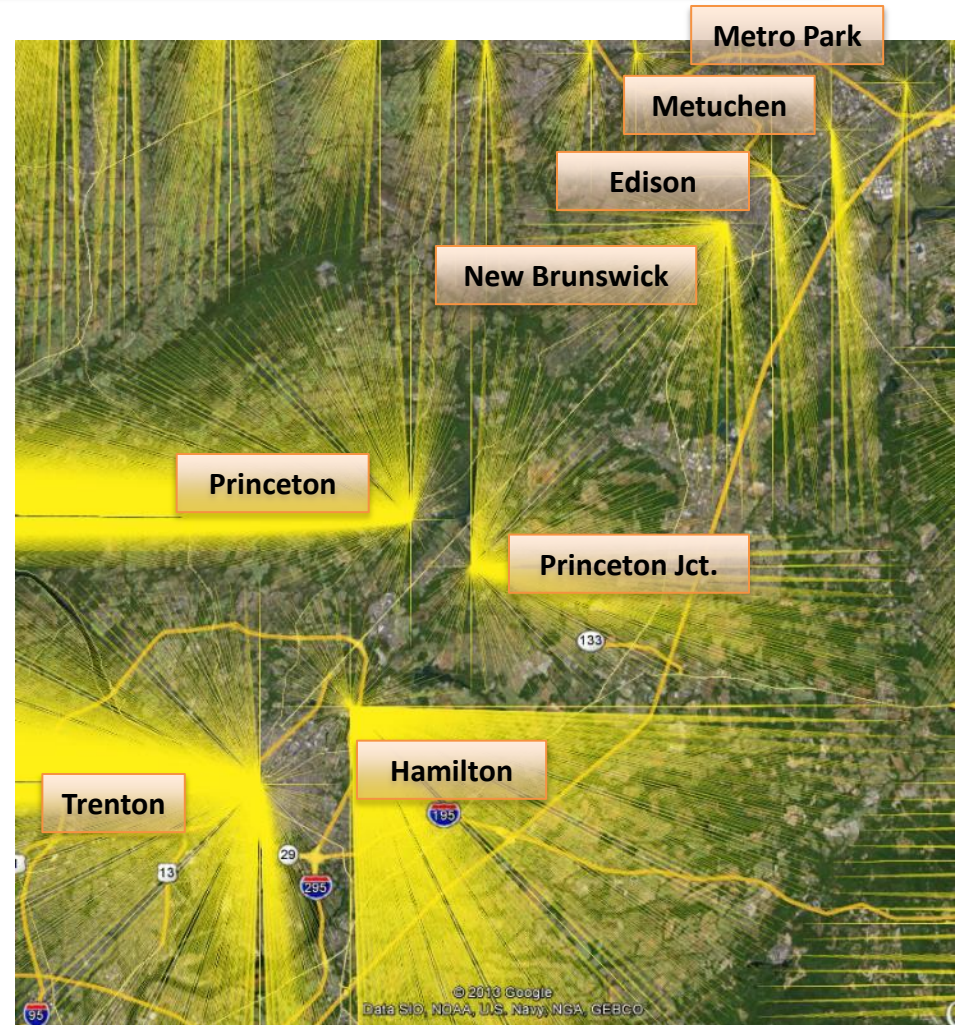 Metro Park
Metuchen
Edison
New Brunswick
Princeton
Princeton Jct.
133
Hamilton
Trenton
195
29
13
1
295
95
© 2013 Google
Data SIO, NOAA, U.S. Navy, NGA, GEBCO